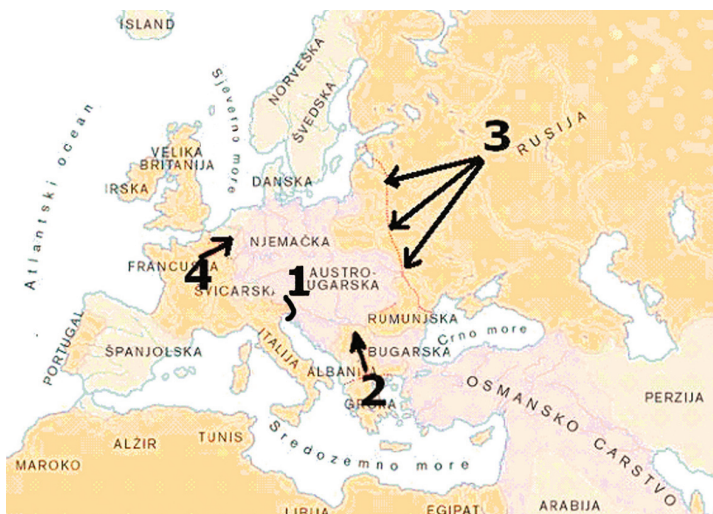 ISLAND
NORVEŠKA
ŠVEDSKA
Sjeverno more
Atlantski ocean
3
RUSIJA
VELIKA
BRITANIJA
IRSKA
DANSKA
NJEMAČKA
FRANCUSKA
4
1
ŠVICARSKA
AUSTRO-
UGARSKA
RUMUNJSKA
Crno more
PORTUGAL
ŠPANJOLSKA
ITALIJA
BUGARSKA
ALBANI
2
GRČKA
OSMANSKO CARSTVO
PERZIJA
Sredozemno more
MAROKO
ALŽIR
TUNIS
LIBIJA
EGIPAT
ARABIJA